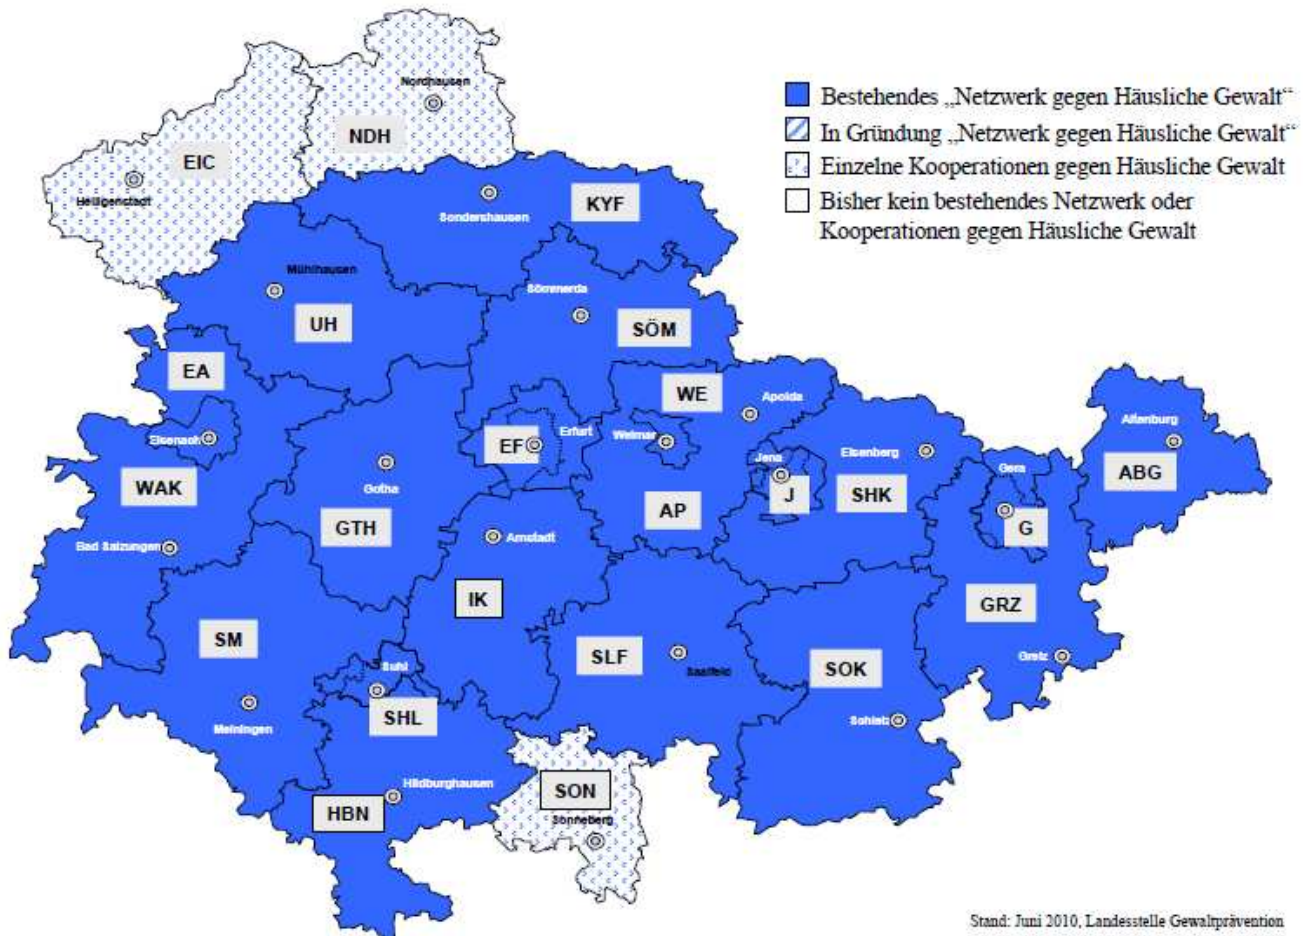 Bestehendes „Netzwerk gegen Häusliche Gewalt“
In Gründung „Netzwerk gegen Häusliche Gewalt“
Einzelne Kooperationen gegen Häusliche Gewalt
Bisher kein bestehendes Netzwerk oder
Kooperationen gegen Häusliche Gewalt
Nordhausen
NDH
EIC
Heiligenstadt
KYF
Sondershausen
Mühlhausen
UH
Sömmerda
SÖM
EA
WE
Apolda
Altenburg
ABG
Eisenach
EF
Erfurt
Weimar
Jena
J
Eisenberg
SHK
Gera
G
WAK
Gotha
GTH
AP
Bad Salzungen
Arnstadt
IK
GRZ
Greiz
SM
Suhl
SHL
SLF
Saalfeld
SOK
Schleiz
Meiningen
Hildburghausen
HBN
SON
Sonneberg
Stand: Juni 2010, Landesstelle Gewaltprävention